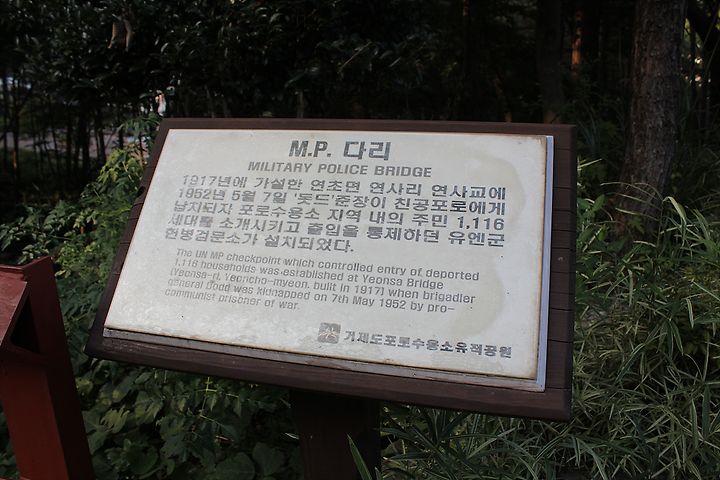 M.P. 다리
MILITARY POLICE BRIDGE
1917년에 가설한 연초면 연사리 연사교에
1952년 5월 7일 '돗드'준장이 친공포로에게
납치되자 포로수용소 지역 내의 주민 1,116
세대를 소개시키고 출입을 통제하던 유엔군
헌병검문소가 설치되었다.
The UN MP checkpoint which controlled entry of deported
1,116 households was established at Yeonsa Bridge
(Yeonsa-ri, Yeoncho-myeon, built in 1917) when brigadier
general Dodd was kidnapped on 7th May 1952 by pro-
communist prisoner of war.
거제도포로수용소유적공원